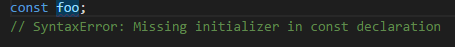 const foo;
// SyntaxError: Missing initializer in const declaration